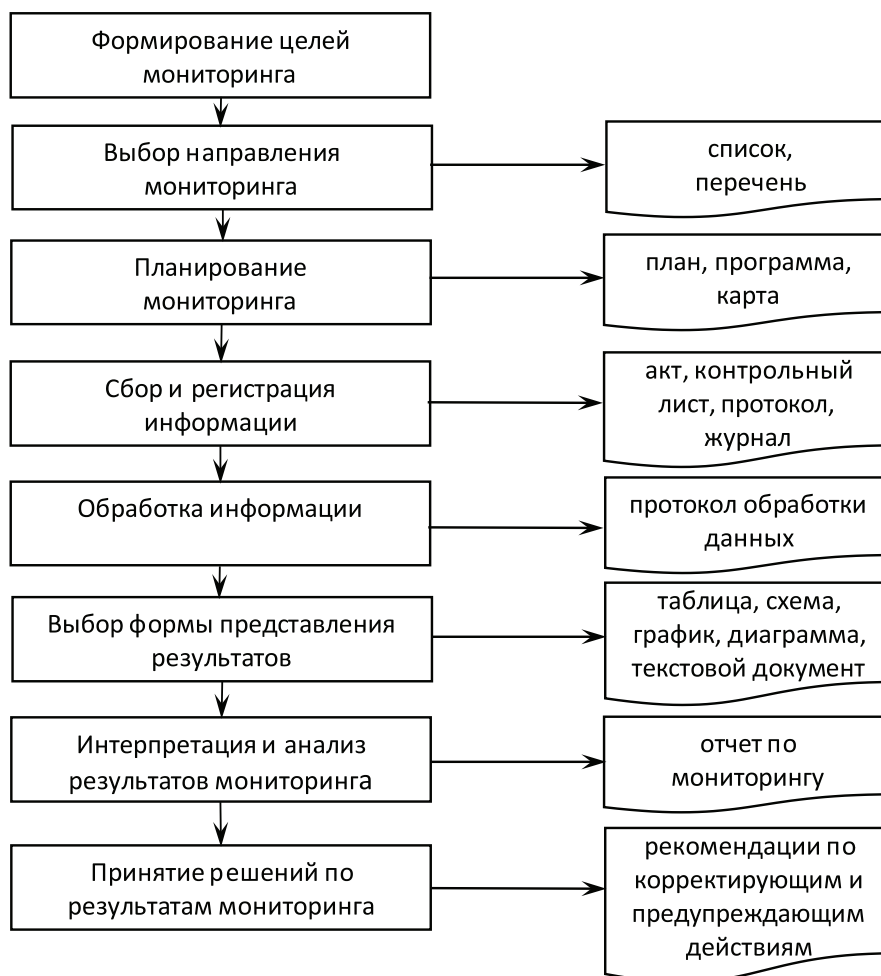 Формирование целей
мониторинга
Выбор направления
мониторинга
список,
перечень
Планирование
мониторинга
план, программа,
карта
Сбор и регистрация
информации
акт, контрольный
лист, протокол,
журнал
Обработка информации
протокол обработки
данных
Выбор формы представления
результатов
таблица, схема,
график, диаграмма,
текстовой документ
Интерпретация и анализ
результатов мониторинга
отчет по
мониторингу
Принятие решений по
результатам мониторинга
рекомендации по
корректирующим и
предупреждающим
действиям